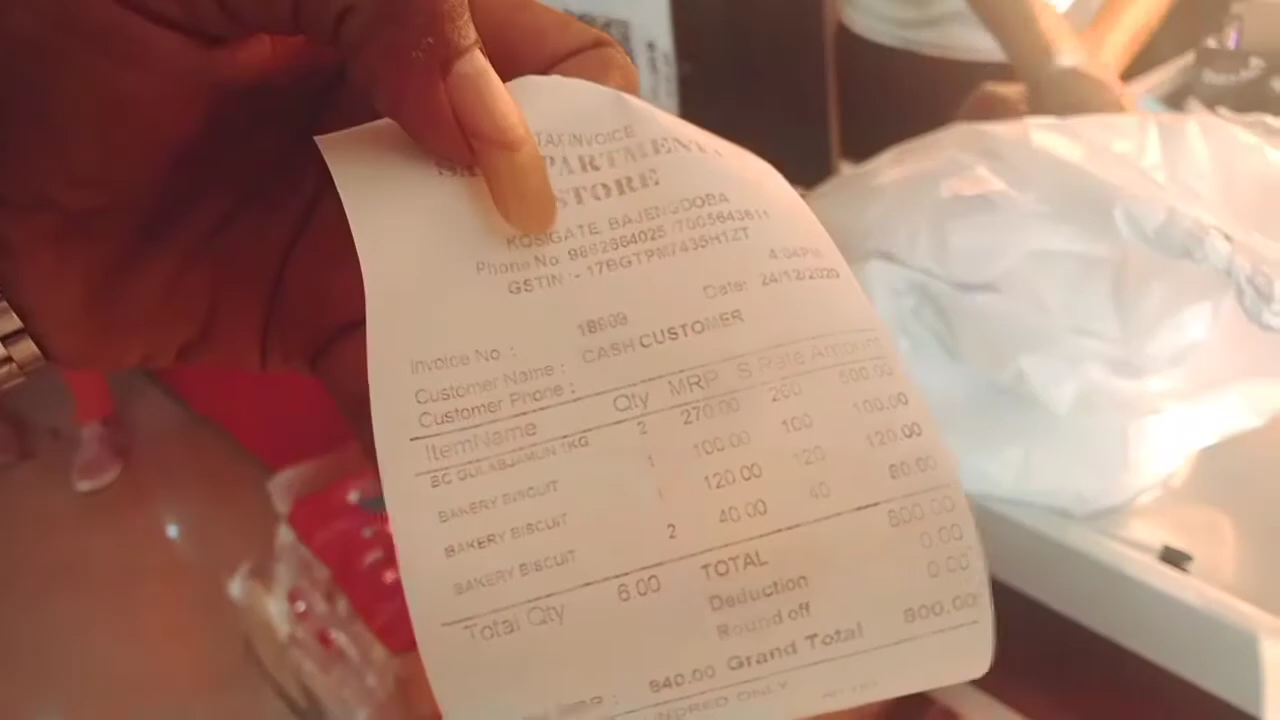 TAX INVOICE
STORE
KOSIGATE BAJENGDOBA
Phone No: 9862664025 /7005643611
GSTIN :-
4:04PM
Date: 24/12/2020
Invoice No : 18909
Customer Name : CASH CUSTOMER
Customer Phone :
ItemName Qty MRP S Rate Amount
BC GULABJAMUN 1KG 2 270.00 260 500.00
BAKERY BISCUIT 1 100.00 100 100.00
BAKERY BISCUIT 1 120.00 120 120.00
BAKERY BISCUIT 2 40.00 40 80.00
Total Qty 6.00 TOTAL 800.00
Deduction 0.00
Round off 0.00
840.00 Grand Total 800.00
ONLY